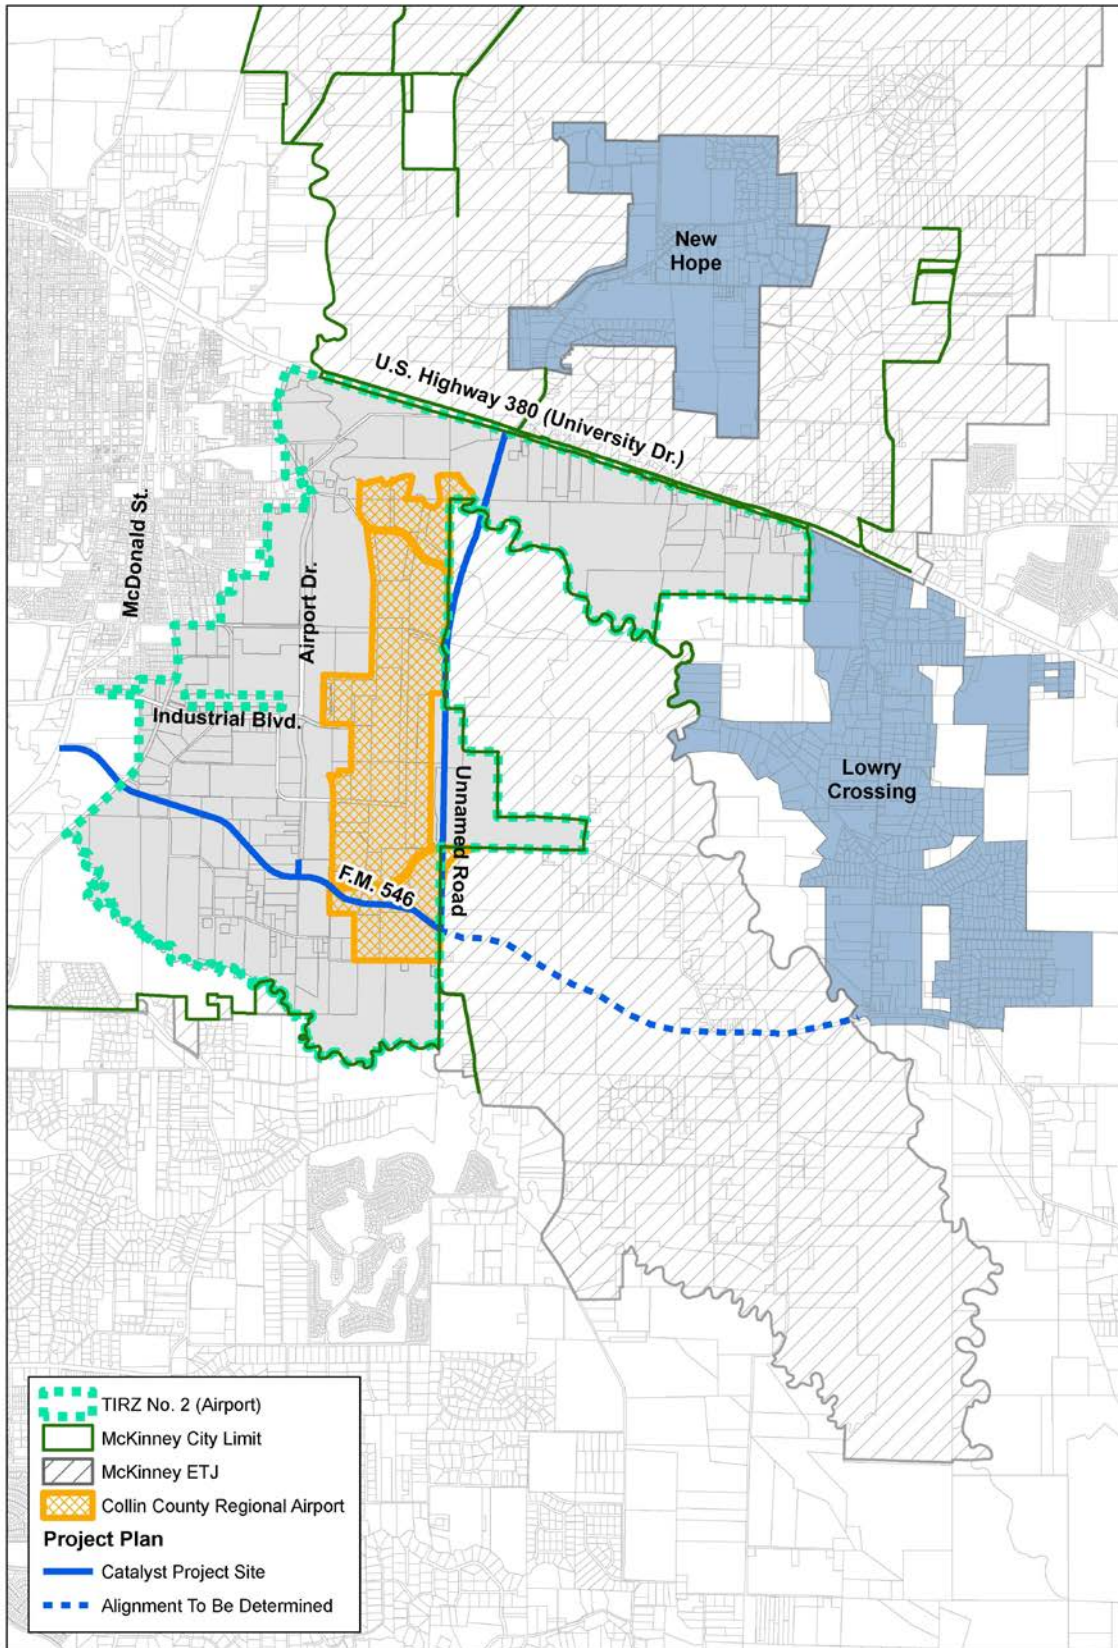 New
Hope
U.S. Highway 380 (University Dr.)
McDonald St.
Airport Dr.
Industrial Blvd.
Unnamed Road
Lowry
Crossing
F.M. 546
TIRZ No. 2 (Airport)
McKinney City Limit
McKinney ETJ
Collin County Regional Airport
Project Plan
Catalyst Project Site
Alignment To Be Determined